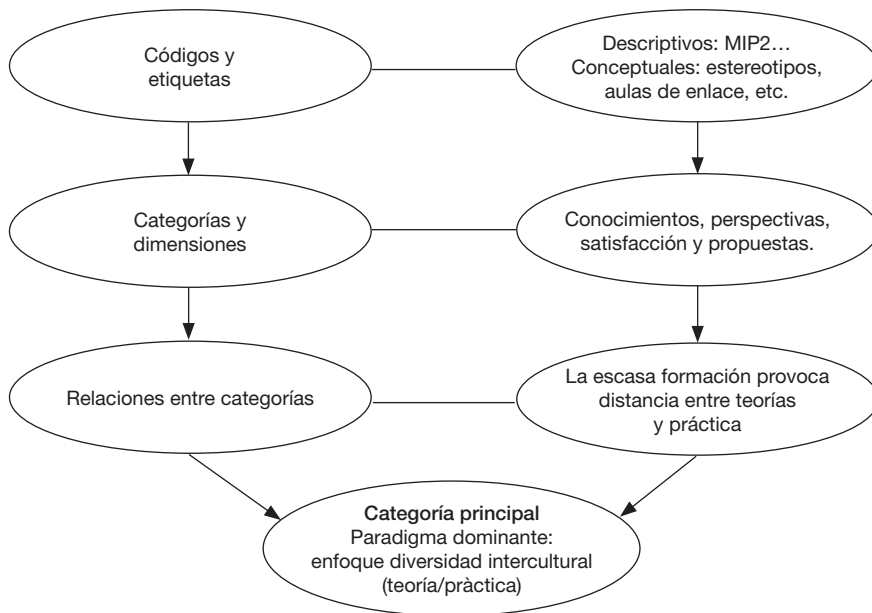 Códigos y
etiquetas
Descriptivos: MIP2…
Conceptuales: estereotipos,
aulas de enlace, etc.
Categorías y
dimensiones
Conocimientos, perspectivas,
satisfacción y propuestas.
Relaciones entre categorías
La escasa formación provoca
distancia entre teorías
y práctica
Categoría principal
Paradigma dominante:
enfoque diversidad intercultural
(teoría/pràctica)